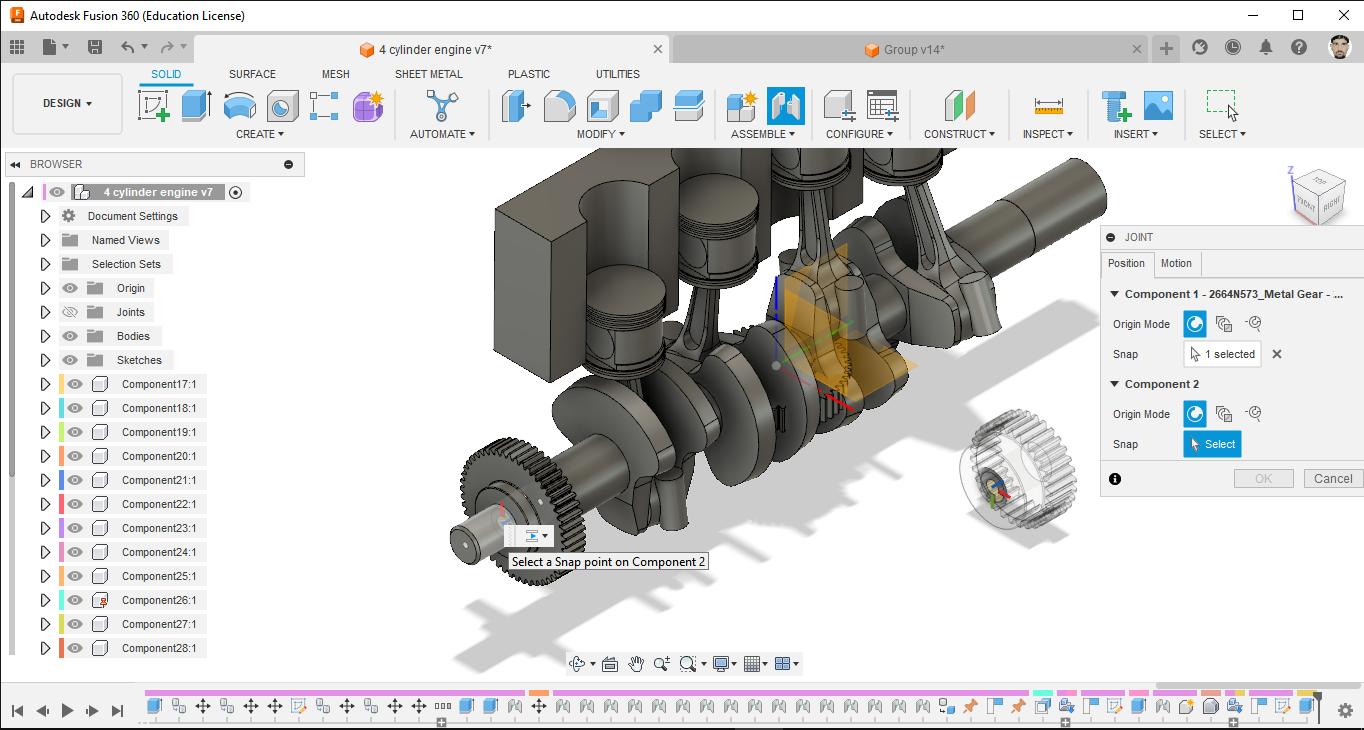 Autodesk Fusion 360 (Education License)
4 cylinder engine v7*
Group v14*
SOLID SURFACE MESH SHEET METAL PLASTIC UTILITIES
DESIGN
CREATE AUTOMATE MODIFY ASSEMBLE CONFIGURE CONSTRUCT INSPECT INSERT SELECT
BROWSER
4 cylinder engine v7
Document Settings
Named Views
Selection Sets
Origin
Joints
Bodies
Sketches
Component17:1
Component18:1
Component19:1
Component20:1
Component21:1
Component22:1
Component23:1
Component24:1
Component25:1
Component26:1
Component27:1
Component28:1
Select a Snap point on Component 2
Z
TOP
FRONT RIGHT
JOINT
Position Motion
Component 1 - 2664N573_Metal Gear - ...
Origin Mode
Snap 1 selected
Component 2
Origin Mode
Snap Select
OK Cancel